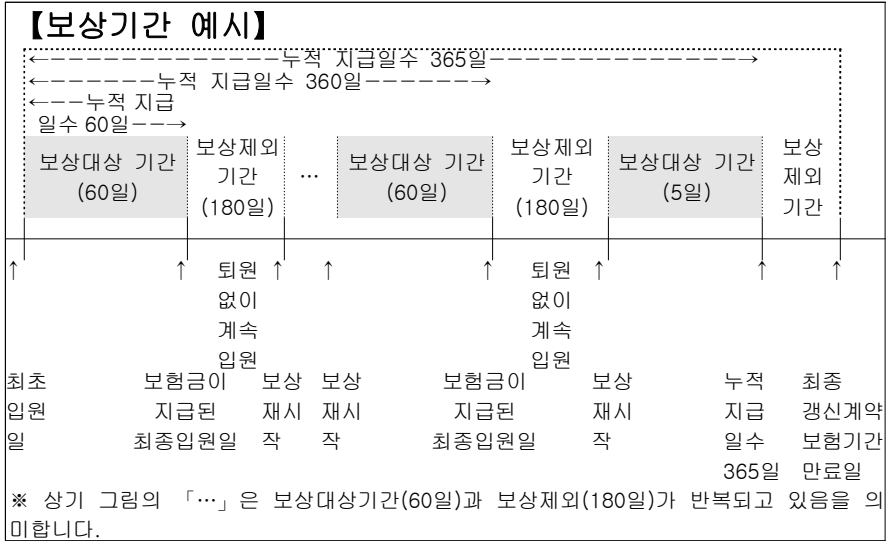 【보상기간 예시】
←−−−−−−−−−−−−−누적 지급일수 365일−−−−−−−−−−−−−−→
←−−−−−−누적 지급일수 360일−−−−−−→
←−−누적 지급
일수 60일−−→
보상대상 기간
(60일)
보상제외
기간
(180일)
…
보상대상 기간
(60일)
보상제외
기간
(180일)
보상대상 기간
(5일)
보상
제외
기간
↑ ↑ 퇴원 ↑ ↑ ↑ 퇴원 ↑ ↑ ↑
없이 없이
계속 계속
입원 입원
최초 보험금이 보상 보상 보험금이 보상 누적 최종
입원 지급된 재시 재시 지급된 재시 지급 갱신계약
일 최종입원일 작 작 최종입원일 작 일수 보험기간
365일 만료일
※ 상기 그림의 「…」은 보상대상기간(60일)과 보상제외(180일)가 반복되고 있음을 의
미합니다.